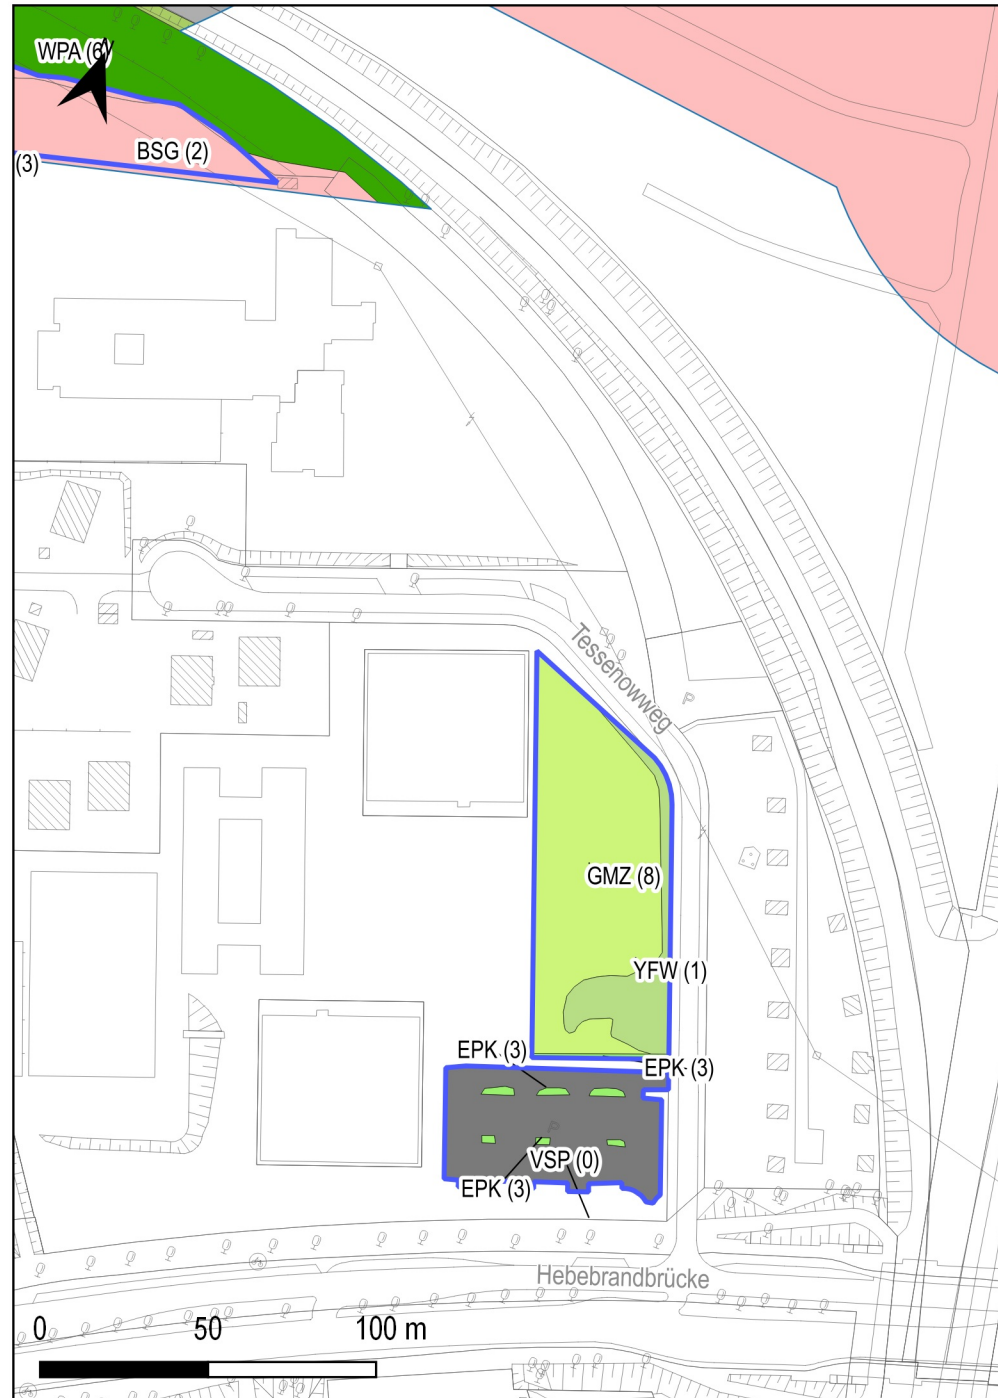 WPA (6)
N
BSG (2)
(3)
Tessenowweg
P
GMZ (8)
YFW (1)
EPK (3)
EPK (3)
P
VSP (0)
EPK (3)
Hebebrandbrücke
0 50 100 m